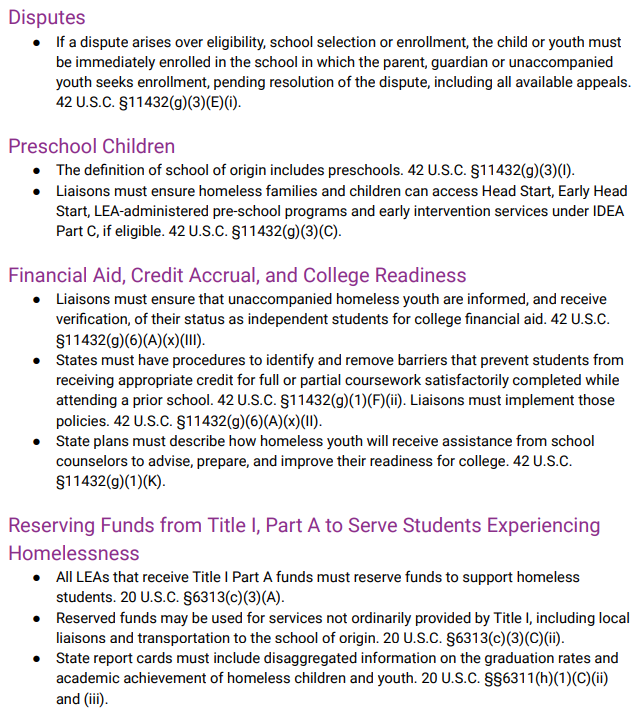 Disputes
● If a dispute arises over eligibility, school selection or enrollment, the child or youth must
be immediately enrolled in the school in which the parent, guardian or unaccompanied
youth seeks enrollment, pending resolution of the dispute, including all available appeals.
42 U.S.C. §11432(g)(3)(E)(i).
Preschool Children
● The definition of school of origin includes preschools. 42 U.S.C. §11432(g)(3)(I).
● Liaisons must ensure homeless families and children can access Head Start, Early Head
Start, LEA-administered pre-school programs and early intervention services under IDEA
Part C, if eligible. 42 U.S.C. §11432(g)(3)(C).
Financial Aid, Credit Accrual, and College Readiness
● Liaisons must ensure that unaccompanied homeless youth are informed, and receive
verification, of their status as independent students for college financial aid. 42 U.S.C.
§11432(g)(6)(A)(x)(III).
● States must have procedures to identify and remove barriers that prevent students from
receiving appropriate credit for full or partial coursework satisfactorily completed while
attending a prior school. 42 U.S.C. §11432(g)(1)(F)(ii). Liaisons must implement those
policies. 42 U.S.C. §11432(g)(6)(A)(x)(II).
● State plans must describe how homeless youth will receive assistance from school
counselors to advise, prepare, and improve their readiness for college. 42 U.S.C.
§11432(g)(1)(K).
Reserving Funds from Title I, Part A to Serve Students Experiencing
Homelessness
● All LEAs that receive Title I Part A funds must reserve funds to support homeless
students. 20 U.S.C. §6313(c)(3)(A).
● Reserved funds may be used for services not ordinarily provided by Title I, including local
liaisons and transportation to the school of origin. 20 U.S.C. §6313(c)(3)(C)(ii).
● State report cards must include disaggregated information on the graduation rates and
academic achievement of homeless children and youth. 20 U.S.C. §§6311(h)(1)(C)(ii)
and (iii).